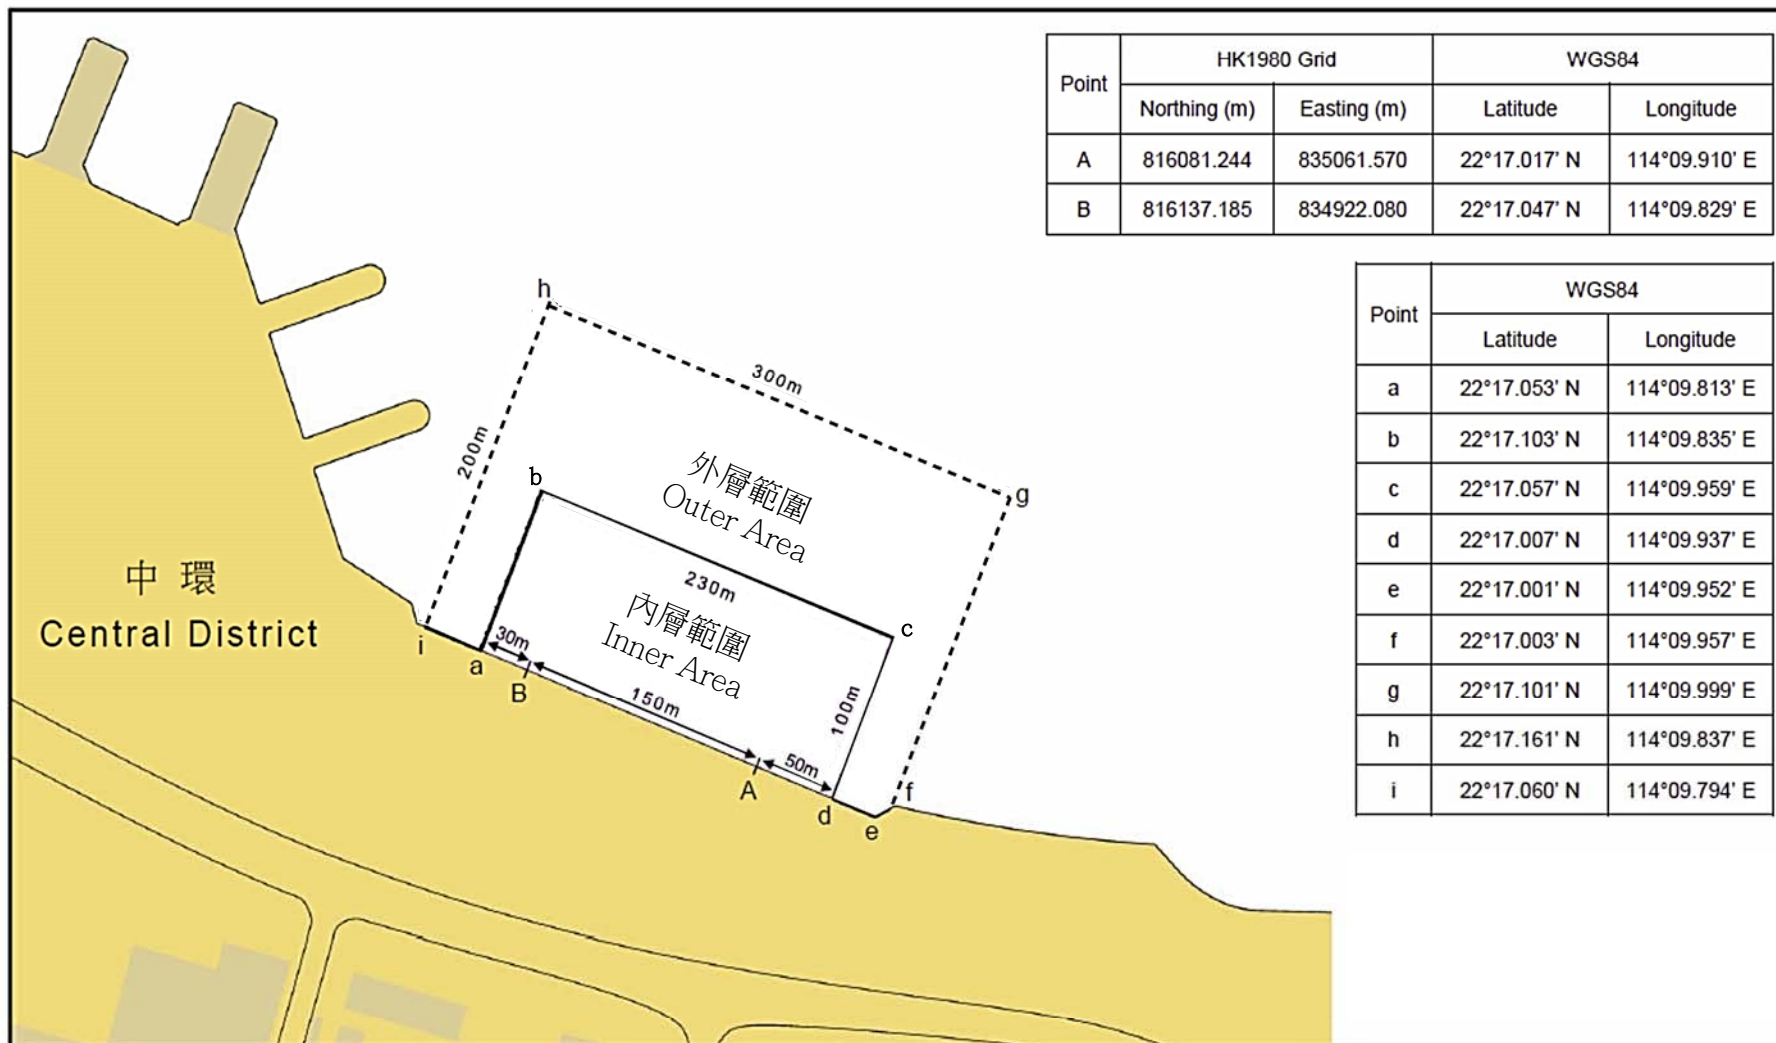 Point HK1980 Grid WGS84
Northing (m) Easting (m) Latitude Longitude
A 816081.244 835061.570 22°17.017' N 114°09.910' E
B 816137.185 834922.080 22°17.047' N 114°09.829' E
Point WGS84
Latitude Longitude
a 22°17.053' N 114°09.813' E
b 22°17.103' N 114°09.835' E
c 22°17.057' N 114°09.959' E
d 22°17.007' N 114°09.937' E
e 22°17.001' N 114°09.952' E
f 22°17.003' N 114°09.957' E
g 22°17.101' N 114°09.999' E
h 22°17.161' N 114°09.837' E
i 22°17.060' N 114°09.794' E
h
300m
200m
外層範圍
Outer Area
g
b
230m
內層範圍
Inner Area
c
中環
Central District
i
a
30m
B
150m
100m
A
50m
d
e
f